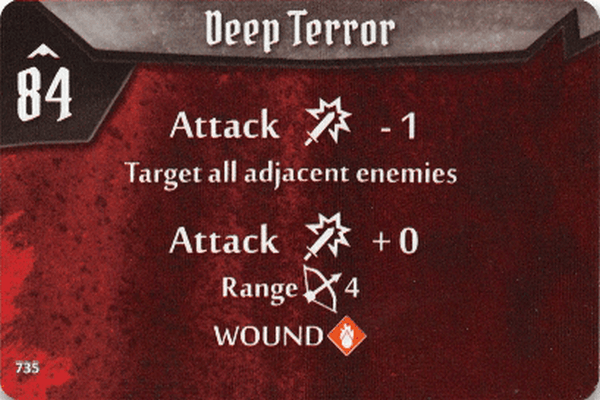 Deep Terror
84
Attack - 1
Target all adjacent enemies
Attack + 0
Range 4
WOUND
735